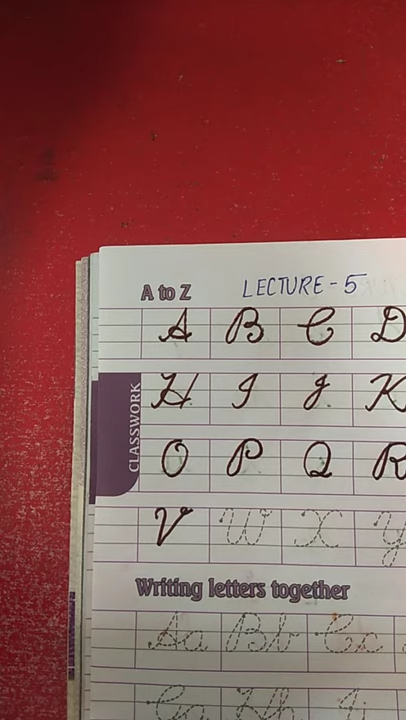 A to Z LECTURE - 5
A B C D
H I J K
CLASSWORK
O P Q R
V W X Y
Writing letters together
Aa Bb Cc